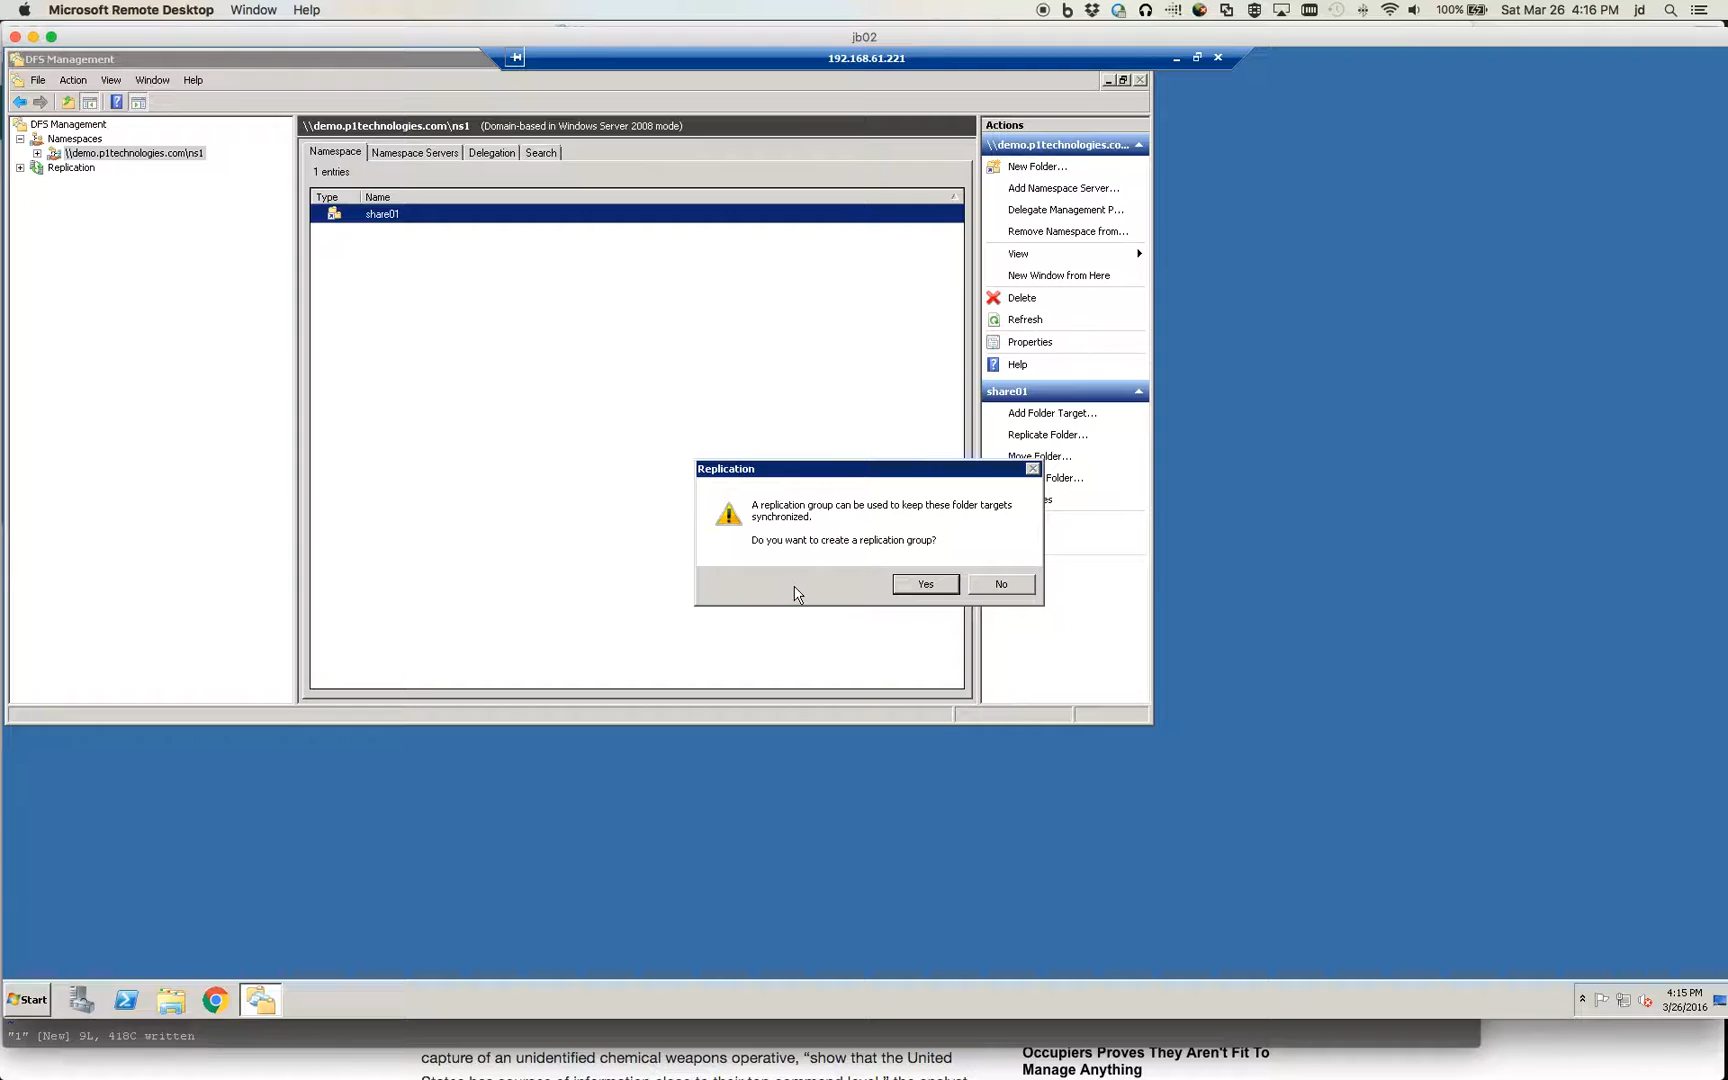 Microsoft Remote Desktop Window Help
100% Sat Mar 26 4:16 PM jd
jb02
DFS Management
192.168.61.221
File Action View Window Help
DFS Management
Namespaces
\\demo.p1technologies.com\ns1
Replication
\\demo.p1technologies.com\ns1 (Domain-based in Windows Server 2008 mode)
Namespace Namespace Servers Delegation Search
1 entries
Type Name
share01
Actions
\\demo.p1technologies.co...
New Folder...
Add Namespace Server...
Delegate Management P...
Remove Namespace from...
View
New Window from Here
Delete
Refresh
Properties
Help
share01
Add Folder Target...
Replicate Folder...
Move Folder...
Folder...
Replication
A replication group can be used to keep these folder targets
synchronized.
Do you want to create a replication group?
Yes No
Start
4:15 PM
3/26/2016
"1" [New] 9L, 418C written
capture of an unidentified chemical weapons operative, “show that the United
Occupiers Proves They Aren't Fit To
Manage Anything